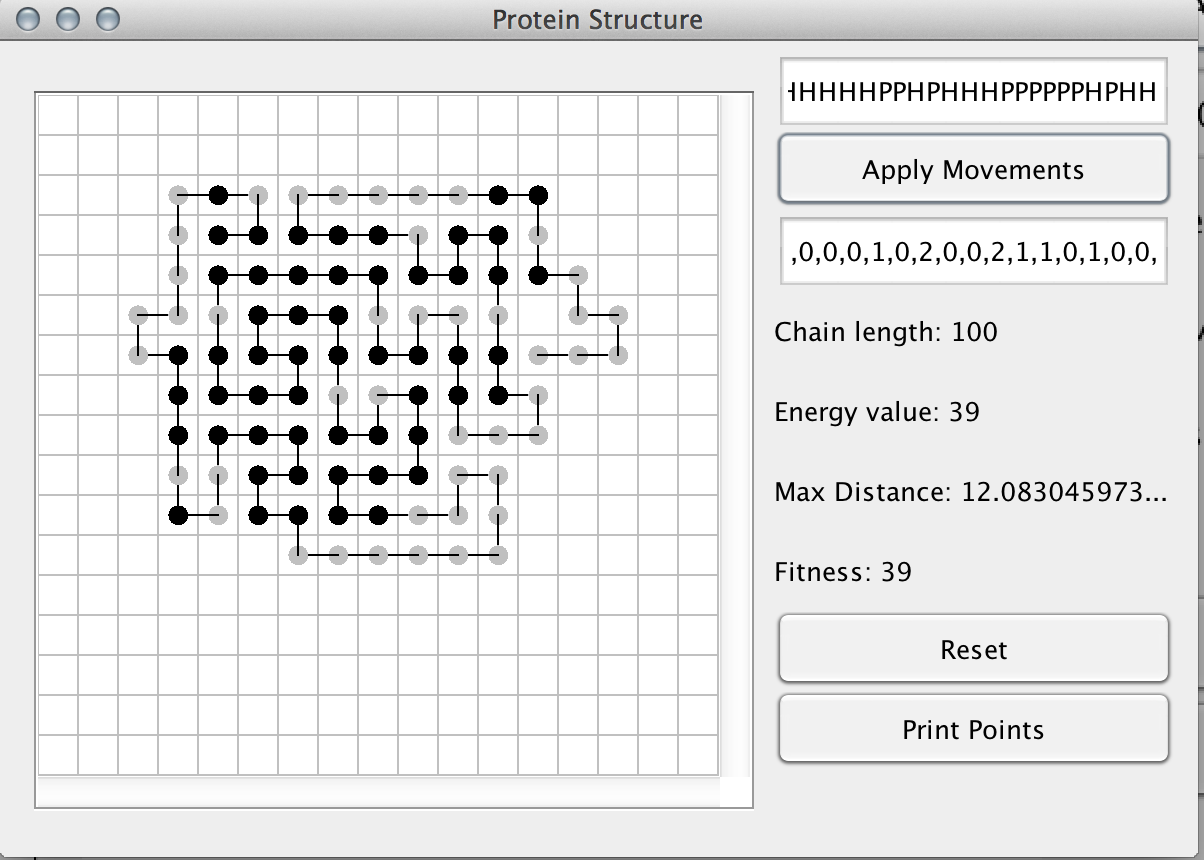 Protein Structure
HHHHHPPHPHHHPPPPPPHPHH
Apply Movements
,0,0,0,1,0,2,0,0,2,1,1,0,1,0,0,
Chain length: 100
Energy value: 39
Max Distance: 12.083045973...
Fitness: 39
Reset
Print Points